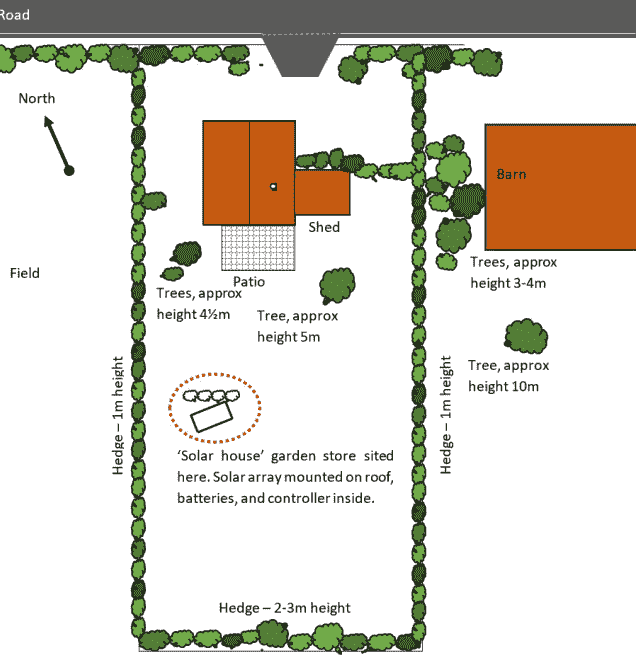 Road
North
Barn
Shed
Field
Patio
Trees, approx
height 4½m
Tree, approx
height 5m
Trees, approx
height 3-4m
Tree, approx
height 10m
Hedge – 1m height
Hedge – 1m height
'Solar house' garden store sited
here. Solar array mounted on roof,
batteries, and controller inside.
Hedge – 2-3m height